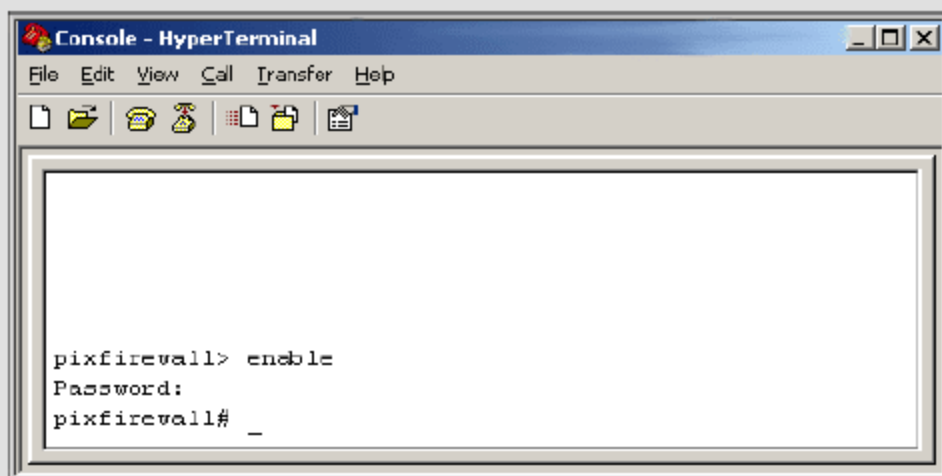 Console - HyperTerminal
File Edit View Call Transfer Help
pixfirewall> enable
Password:
pixfirewall# _